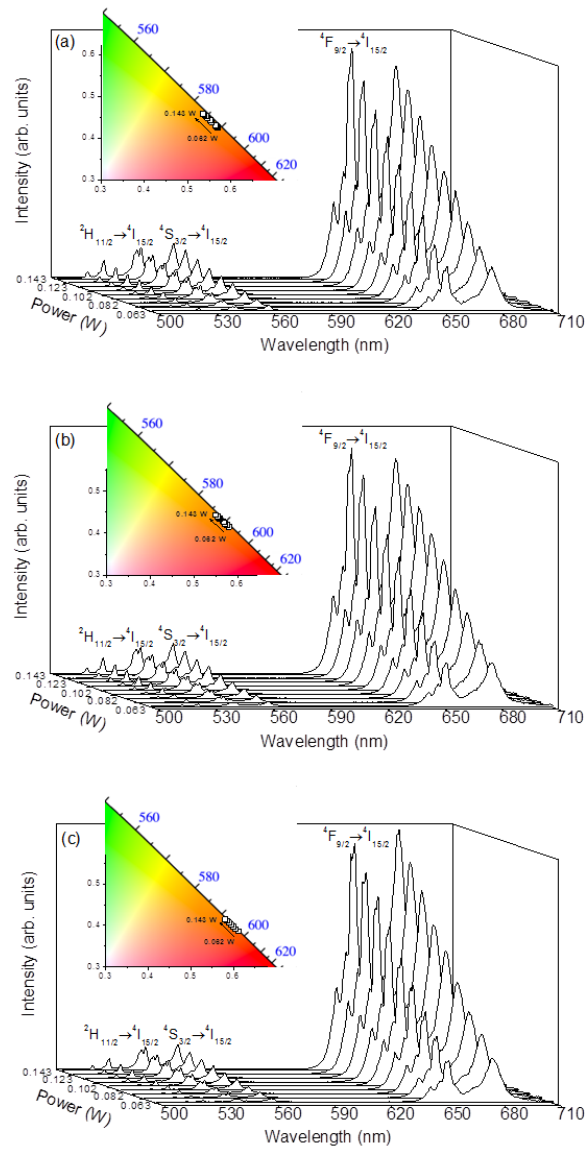 (a)
560
580
600
620
0.6
0.5
0.4
0.3
0.3 0.4 0.5 0.6
0.143 W
0.062 W
⁴F₉/₂→⁴I₁₅/₂
²H₁₁/₂→⁴I₁₅/₂ ⁴S₃/₂→⁴I₁₅/₂
Intensity (arb. units)
0.143
0.123
0.102
0.082
0.063
Power (W)
500 530 560 590 620 650 680 710
Wavelength (nm)
(b)
560
580
600
620
0.5
0.4
0.3
0.3 0.4 0.5 0.6
0.143 W
0.062 W
⁴F₉/₂→⁴I₁₅/₂
²H₁₁/₂→⁴I₁₅/₂ ⁴S₃/₂→⁴I₁₅/₂
Intensity (arb. units)
0.143
0.123
0.102
0.082
0.063
Power (W)
500 530 560 590 620 650 680 710
Wavelength (nm)
(c)
560
580
600
620
0.5
0.4
0.3
0.3 0.4 0.5 0.6
0.143 W
0.062 W
⁴F₉/₂→⁴I₁₅/₂
²H₁₁/₂→⁴I₁₅/₂ ⁴S₃/₂→⁴I₁₅/₂
Intensity (arb. units)
0.143
0.123
0.102
0.082
0.063
Power (W)
500 530 560 590 620 650 680 710
Wavelength (nm)